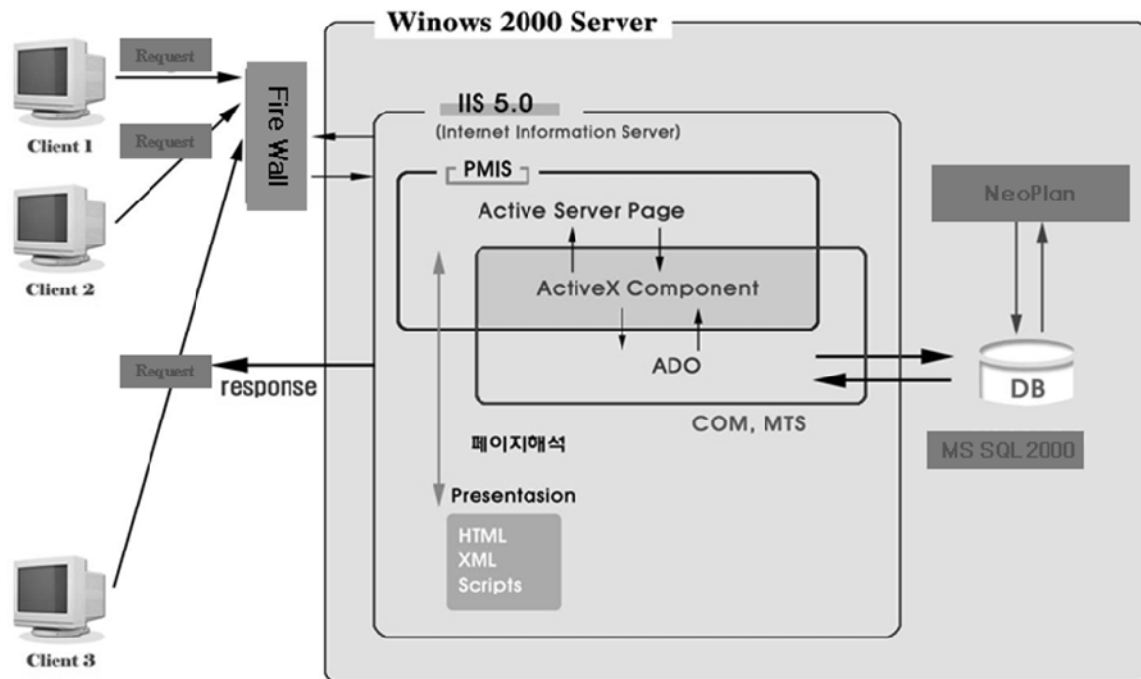 Winows 2000 Server
Request
Client 1
Request
Client 2
Fire Wall
IIS 5.0
(Internet Information Server)
PMIS
Active Server Page
ActiveX Component
ADO
COM, MTS
NeoPlan
DB
MS SQL 2000
Request
response
페이지해석
Presentasion
HTML
XML
Scripts
Client 3